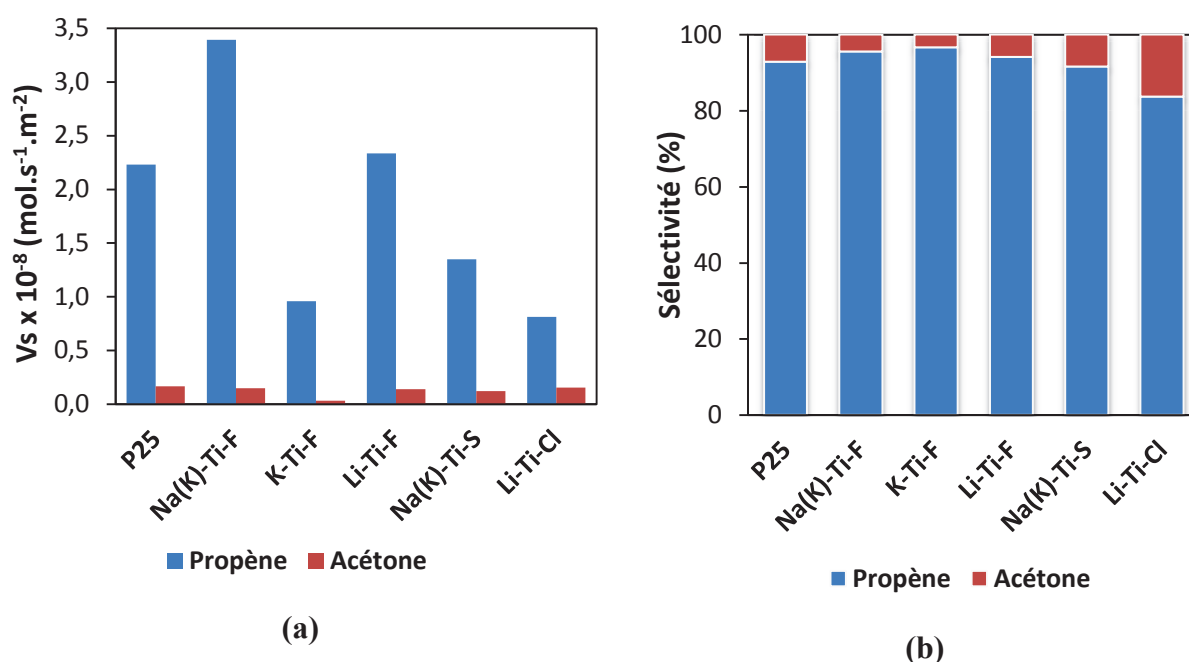 3,5
3,0
2,5
2,0
1,5
1,0
0,5
0,0
Vs x 10⁻⁸ (mol.s⁻¹.m⁻²)
P25
Na(K)-Ti-F
K-Ti-F
Li-Ti-F
Na(K)-Ti-S
Li-Ti-Cl
Propène Acétone
(a)
100
80
60
40
20
0
Sélectivité (%)
P25
Na(K)-Ti-F
K-Ti-F
Li-Ti-F
Na(K)-Ti-S
Li-Ti-Cl
Propène Acétone
(b)